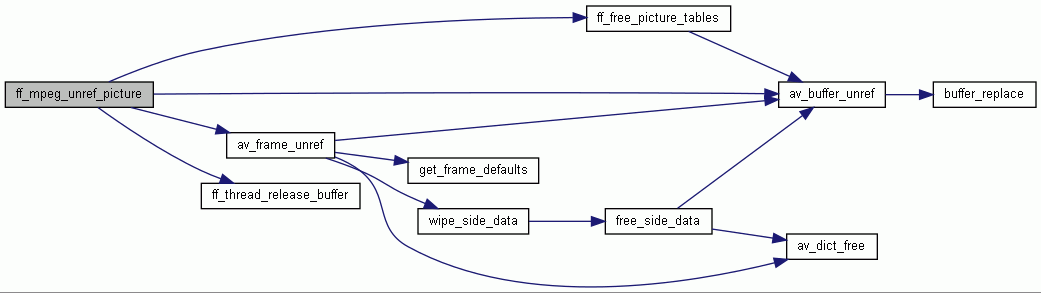 ff_free_picture_tables
ff_mpeg_unref_picture
av_buffer_unref
buffer_replace
av_frame_unref
get_frame_defaults
ff_thread_release_buffer
wipe_side_data
free_side_data
av_dict_free